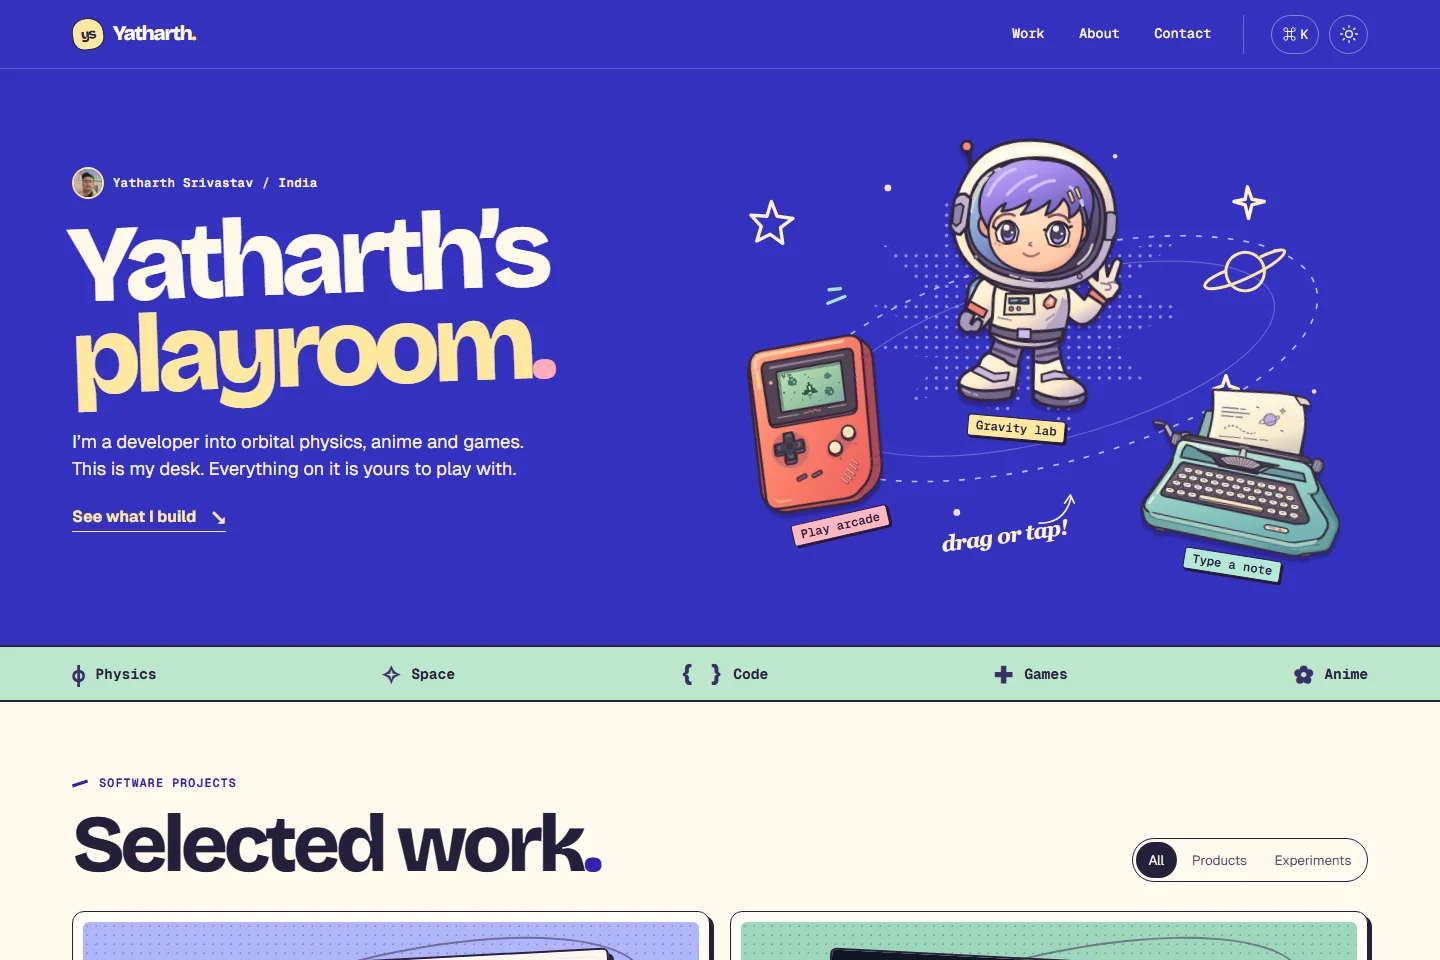 ys Yatharth.
Work About Contact ⌘ K
Yatharth Srivastav / India
Yatharth’s
playroom.
I’m a developer into orbital physics, anime and games.
This is my desk. Everything on it is yours to play with.
See what I build ↘
Gravity lab
Play arcade
drag or tap!
Type a note
Physics Space { } Code Games Anime
SOFTWARE PROJECTS
Selected work.
All Products Experiments